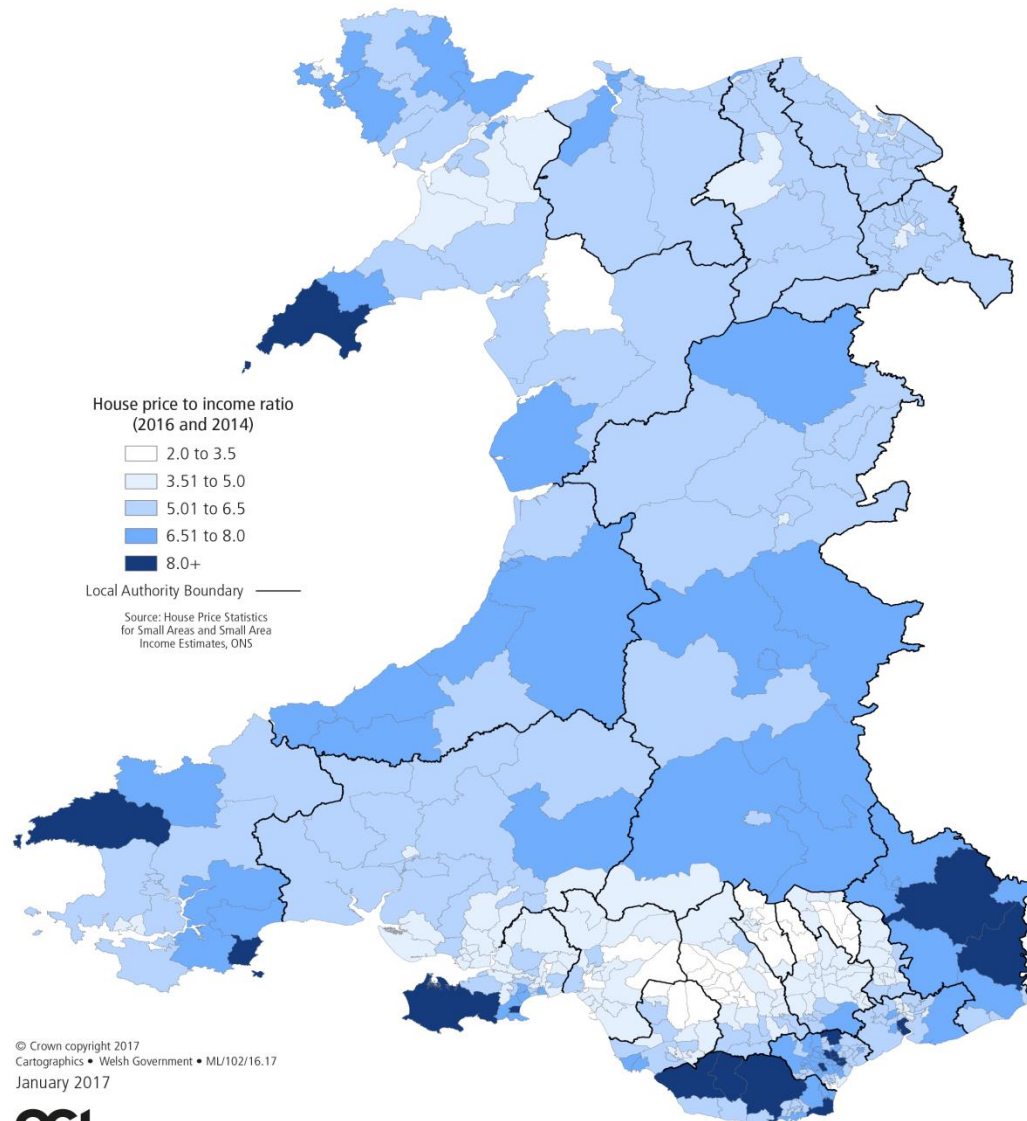 House price to income ratio
(2016 and 2014)
2.0 to 3.5
3.51 to 5.0
5.01 to 6.5
6.51 to 8.0
8.0+
Local Authority Boundary
Source: House Price Statistics
for Small Areas and Small Area
Income Estimates, ONS
© Crown copyright 2017
Cartographics • Welsh Government • ML/102/16.17
January 2017